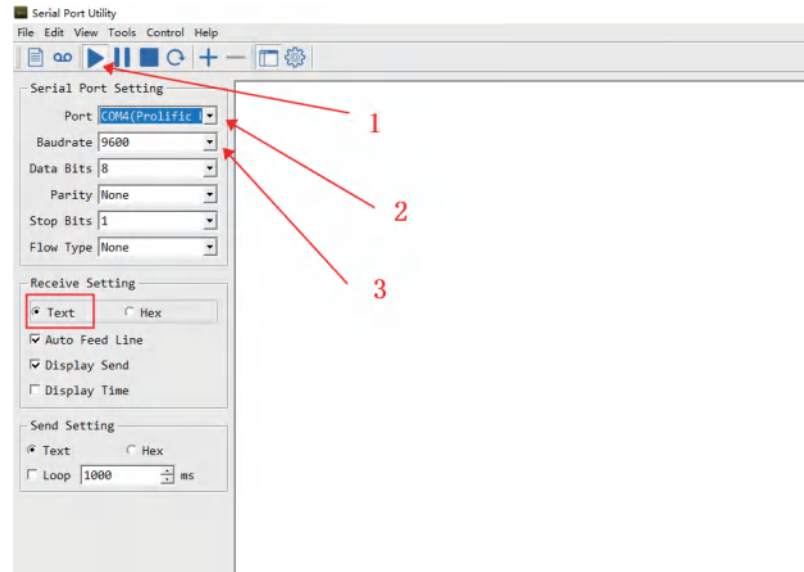 Serial Port Utility
File Edit View Tools Control Help
Serial Port Setting
Port COM4(Prolific
Baudrate 9600
Data Bits 8
Parity None
Stop Bits 1
Flow Type None
Receive Setting
Text Hex
Auto Feed Line
Display Send
Display Time
Send Setting
Text Hex
Loop 1000 ms
1
2
3